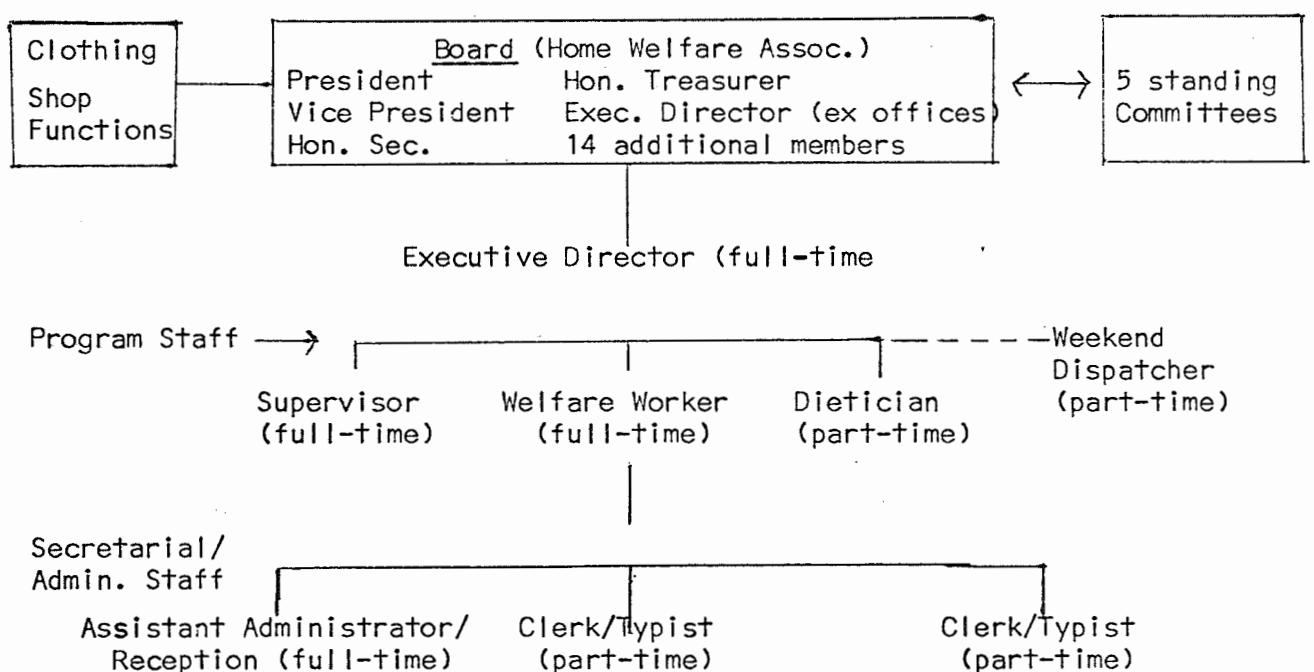 Clothing
Shop
Functions
Board (Home Welfare Assoc.)
President Hon. Treasurer
Vice President Exec. Director (ex offices)
Hon. Sec. 14 additional members
5 standing
Committees
Executive Director (full-time
Program Staff
Weekend
Dispatcher
(part-time)
Supervisor
(full-time)
Welfare Worker
(full-time)
Dietician
(part-time)
Secretarial/
Admin. Staff
Assistant Administrator/
Reception (full-time)
Clerk/Typist
(part-time)
Clerk/Typist
(part-time)